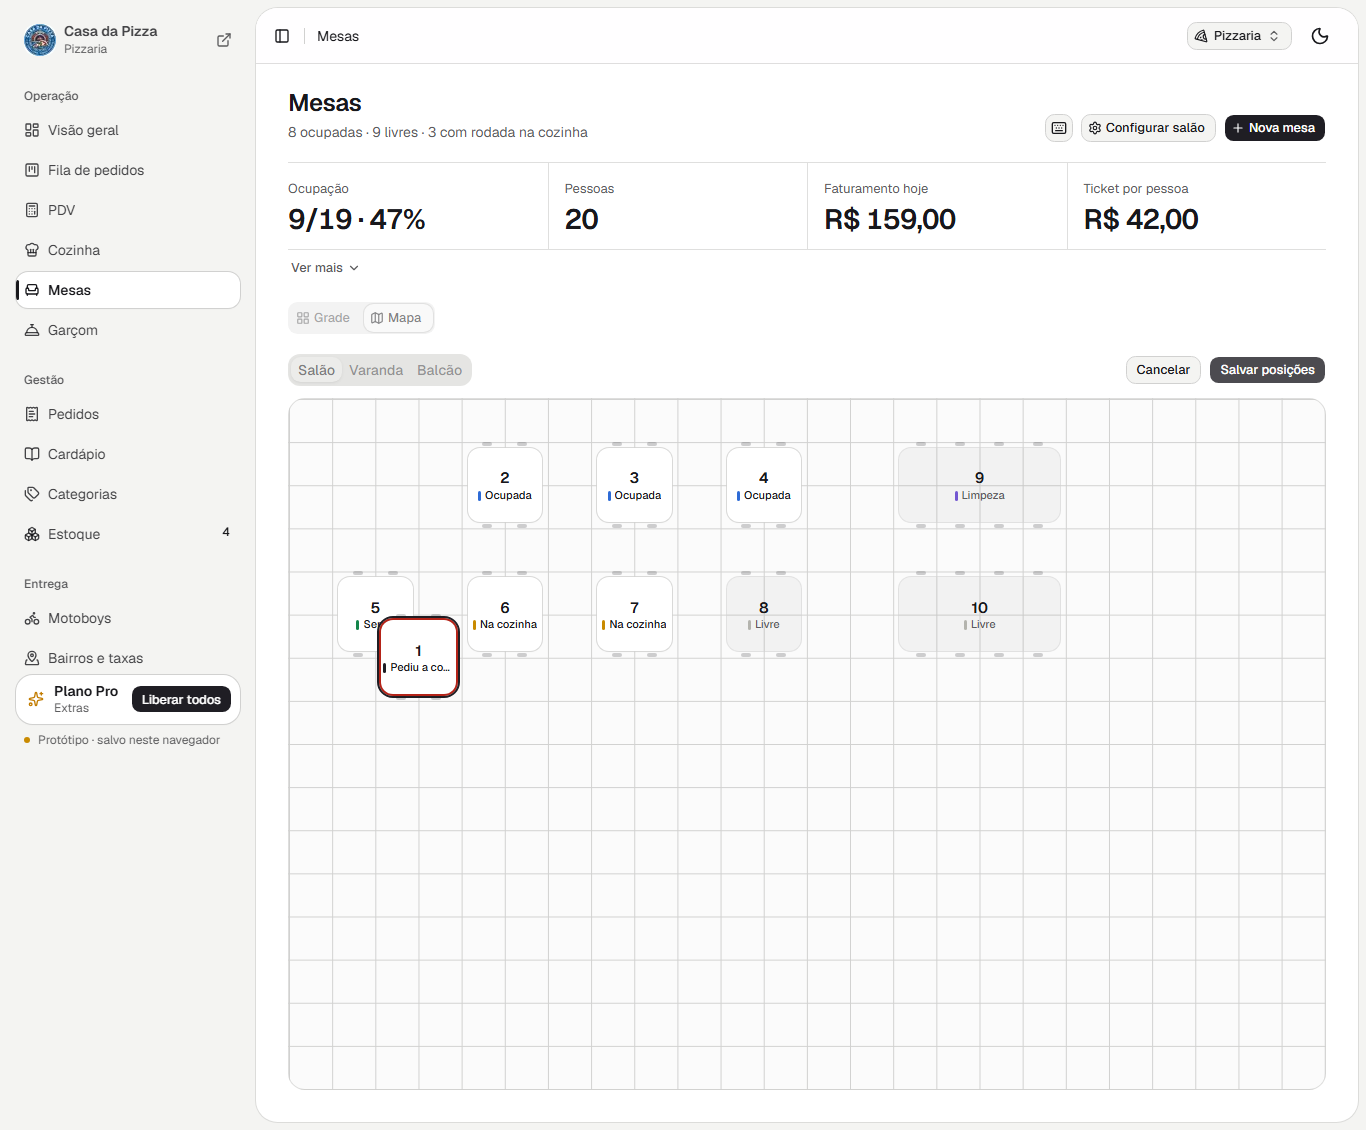 Casa da Pizza
Pizzaria
Operação
Visão geral
Fila de pedidos
PDV
Cozinha
Mesas
Garçom
Gestão
Pedidos
Cardápio
Categorias
Estoque 4
Entrega
Motoboys
Bairros e taxas
Plano Pro
Extras
Liberar todos
Protótipo · salvo neste navegador
Mesas
Pizzaria
Mesas
8 ocupadas · 9 livres · 3 com rodada na cozinha
Configurar salão
+ Nova mesa
Ocupação
9/19 · 47%
Pessoas
20
Faturamento hoje
R$ 159,00
Ticket por pessoa
R$ 42,00
Ver mais
Grade Mapa
Salão Varanda Balcão
Cancelar Salvar posições
2
Ocupada
3
Ocupada
4
Ocupada
9
Limpeza
5
Se
6
Na cozinha
7
Na cozinha
8
Livre
10
Livre
1
Pediu a co...